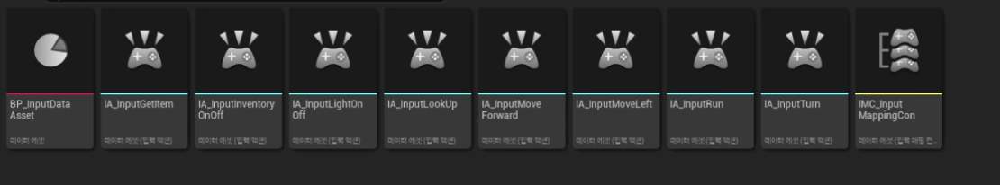 BP_InputData
Asset
데이터 에셋
IA_InputGetItem
데이터 에셋 (입력 액션)
IA_InputInventory
OnOff
데이터 에셋 (입력 액션)
IA_InputLightOn
Off
데이터 에셋 (입력 액션)
IA_InputLookUp
데이터 에셋 (입력 액션)
IA_InputMove
Forward
데이터 에셋 (입력 액션)
IA_InputMoveLeft
데이터 에셋 (입력 액션)
IA_InputRun
데이터 에셋 (입력 액션)
IA_InputTurn
데이터 에셋 (입력 액션)
IMC_Input
MappingCon
데이터 에셋 (입력 매핑 컨...